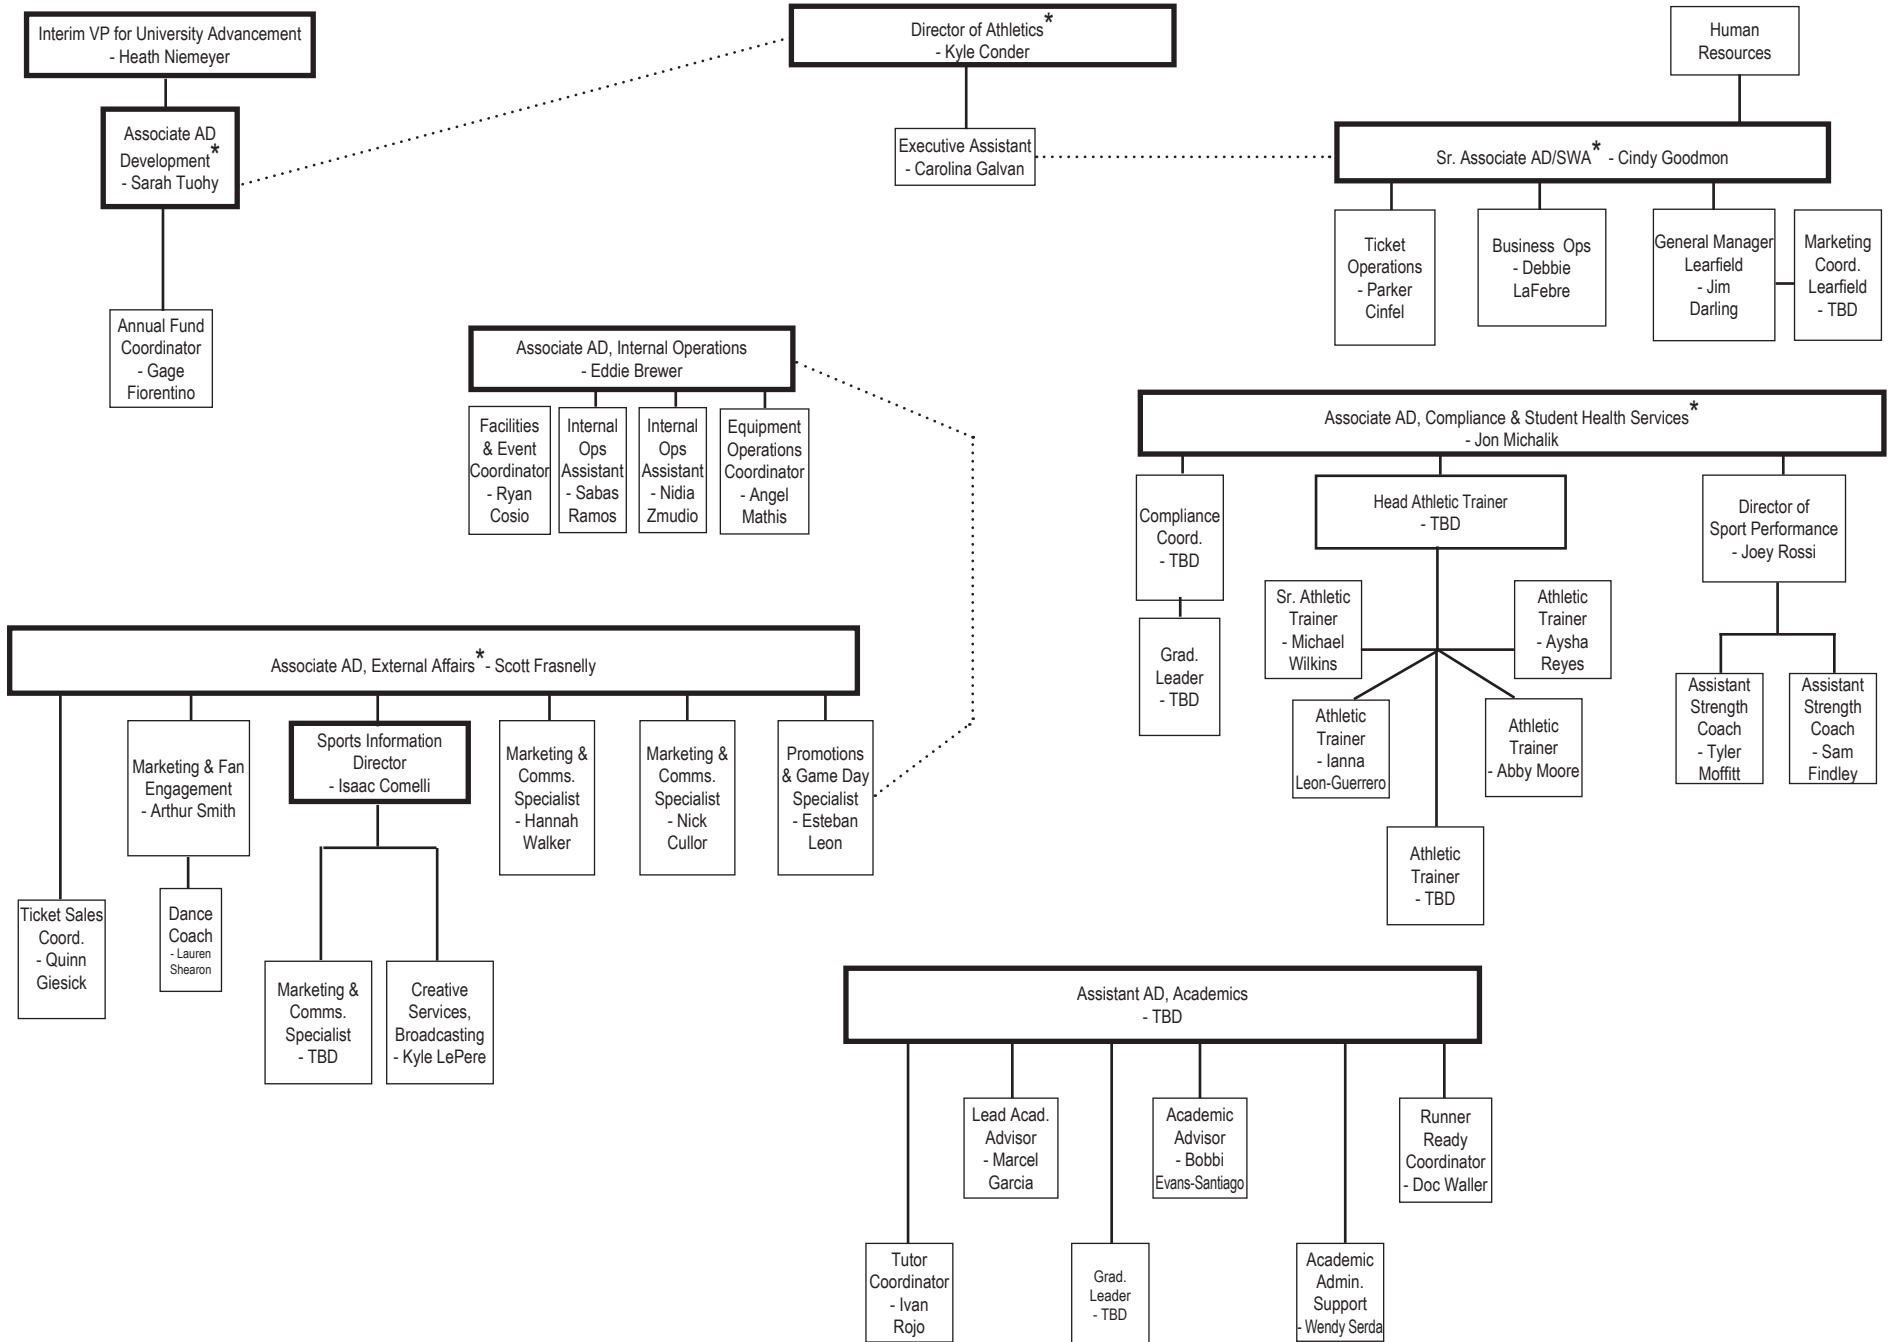 Interim VP for University Advancement
- Heath Niemeyer
Director of Athletics*
- Kyle Conder
Human
Resources
Associate AD
Development*
- Sarah Tuohy
Executive Assistant
- Carolina Galvan
Sr. Associate AD/SWA* - Cindy Goodmon
Ticket
Operations
- Parker
Cinfel
Business Ops
- Debbie
LaFebre
General Manager
Learfield
- Jim
Darling
Marketing
Coord.
Learfield
- TBD
Annual Fund
Coordinator
- Gage
Fiorentino
Associate AD, Internal Operations
- Eddie Brewer
Facilities
& Event
Coordinator
- Ryan
Cosio
Internal
Ops
Assistant
- Sabas
Ramos
Internal
Ops
Assistant
- Nidia
Zmudio
Equipment
Operations
Coordinator
- Angel
Mathis
Associate AD, Compliance & Student Health Services*
- Jon Michalik
Compliance
Coord.
- TBD
Head Athletic Trainer
- TBD
Director of
Sport Performance
- Joey Rossi
Grad.
Leader
- TBD
Sr. Athletic
Trainer
- Michael
Wilkins
Athletic
Trainer
- Aysha
Reyes
Athletic
Trainer
- Ianna
Leon-Guerrero
Athletic
Trainer
- Abby Moore
Athletic
Trainer
- TBD
Assistant
Strength
Coach
- Tyler
Moffitt
Assistant
Strength
Coach
- Sam
Findley
Associate AD, External Affairs* - Scott Frasnelly
Ticket Sales
Coord.
- Quinn
Giesick
Marketing & Fan
Engagement
- Arthur Smith
Dance
Coach
- Lauren
Shearon
Sports Information
Director
- Isaac Comelli
Marketing &
Comms.
Specialist
- TBD
Creative
Services,
Broadcasting
- Kyle LePere
Marketing &
Comms.
Specialist
- Hannah
Walker
Marketing &
Comms.
Specialist
- Nick
Cullor
Promotions
& Game Day
Specialist
- Esteban
Leon
Assistant AD, Academics
- TBD
Tutor
Coordinator
- Ivan
Rojo
Lead Acad.
Advisor
- Marcel
Garcia
Grad.
Leader
- TBD
Academic
Advisor
- Bobbi
Evans-Santiago
Academic
Admin.
Support
- Wendy Serda
Runner
Ready
Coordinator
- Doc Waller